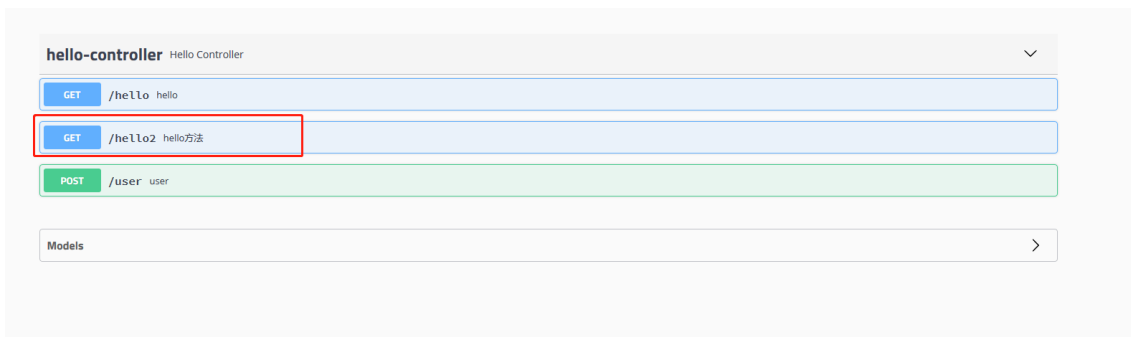 hello-controller Hello Controller
GET /hello hello
GET /hello2 hello方法
POST /user user
Models